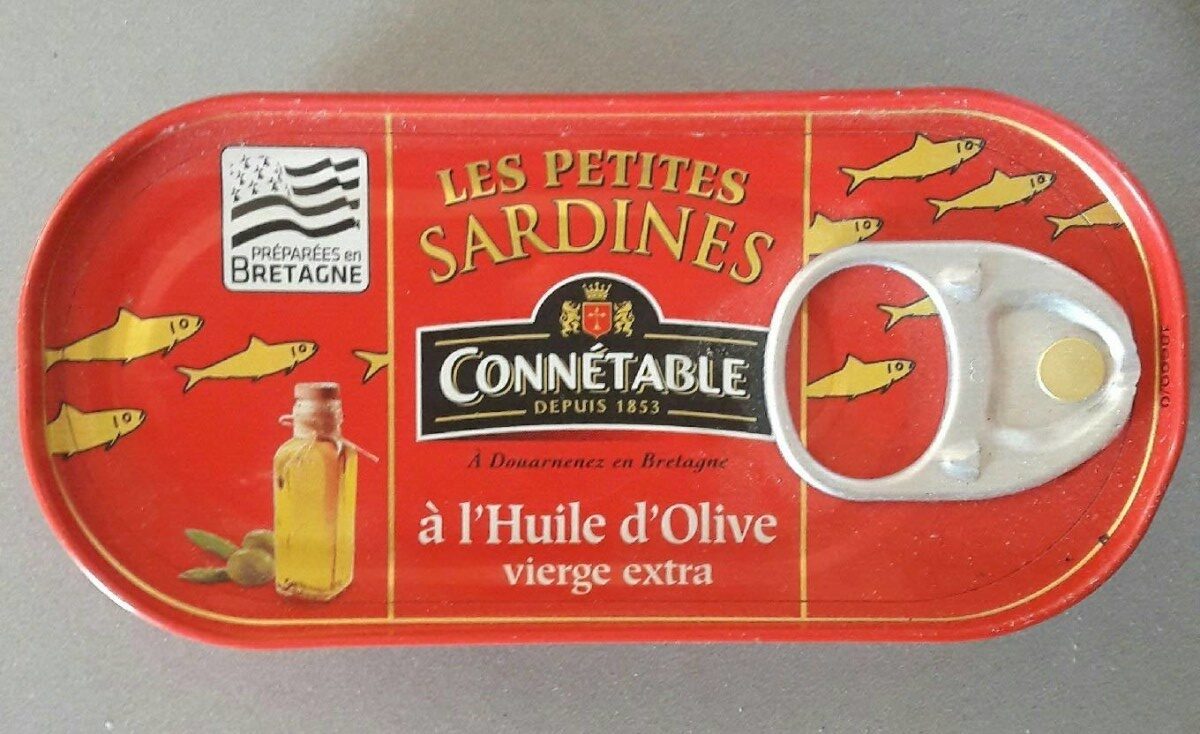 PRÉPARÉES en
BRETAGNE
LES PETITES
SARDINES
CONNÉTABLE
DEPUIS 1853
À Douarnenez en Bretagne
à l'Huile d'Olive
vierge extra